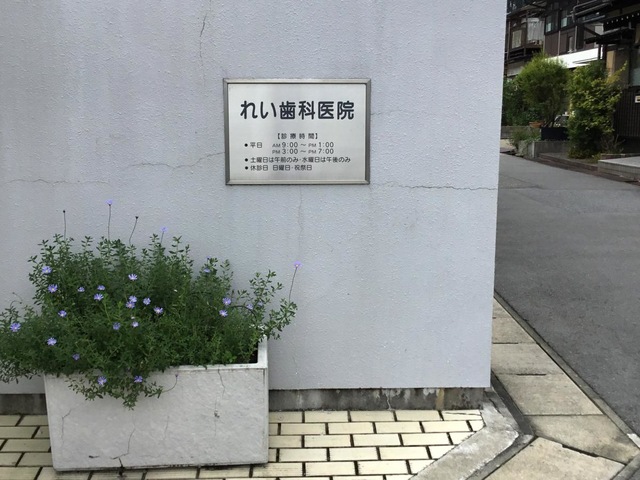 れい歯科医院
【診療時間】
●平日 AM 9:00～PM 1:00
PM 3:00～PM 7:00
●土曜日は午前のみ・水曜日は午後のみ
●休診日 日曜日・祝祭日